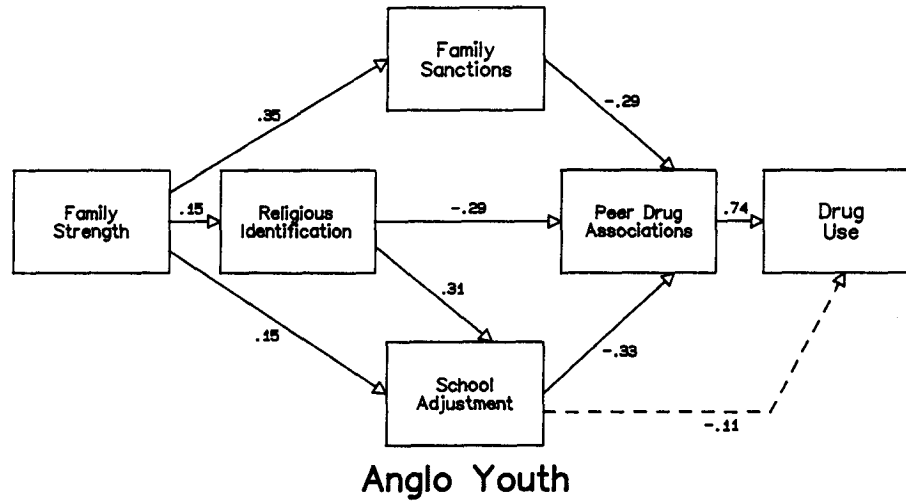 Family
Sanctions
-.29
.35
Family
Strength
.15
Religious
Identification
-.29
Peer Drug
Associations
.74
Drug
Use
.31
.15
-.33
School
Adjustment
-.11
Anglo Youth